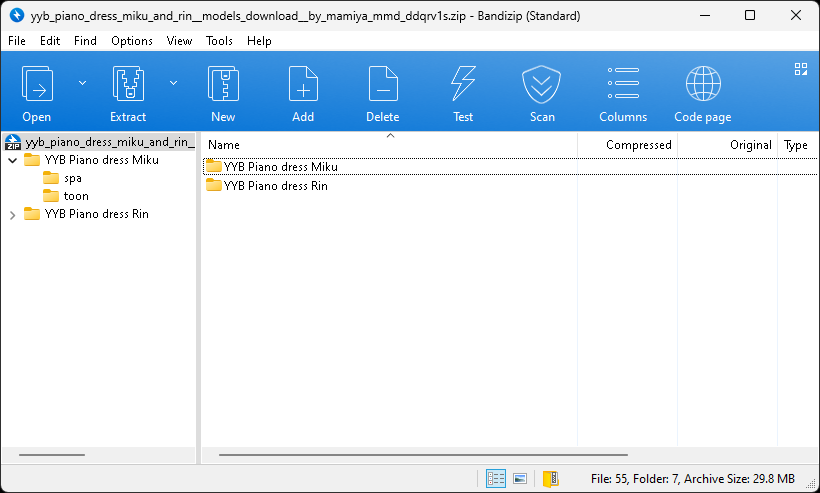 yyb_piano_dress_miku_and_rin__models_download__by_mamiya_mmd_ddqrv1s.zip - Bandizip (Standard)
File Edit Find Options View Tools Help
Open Extract New Add Delete Test Scan Columns Code page
ZIP yyb_piano_dress_miku_and_rin_
YYB Piano dress Miku
spa
toon
YYB Piano dress Rin
Name Compressed Original Type
YYB Piano dress Miku
YYB Piano dress Rin
File: 55, Folder: 7, Archive Size: 29.8 MB